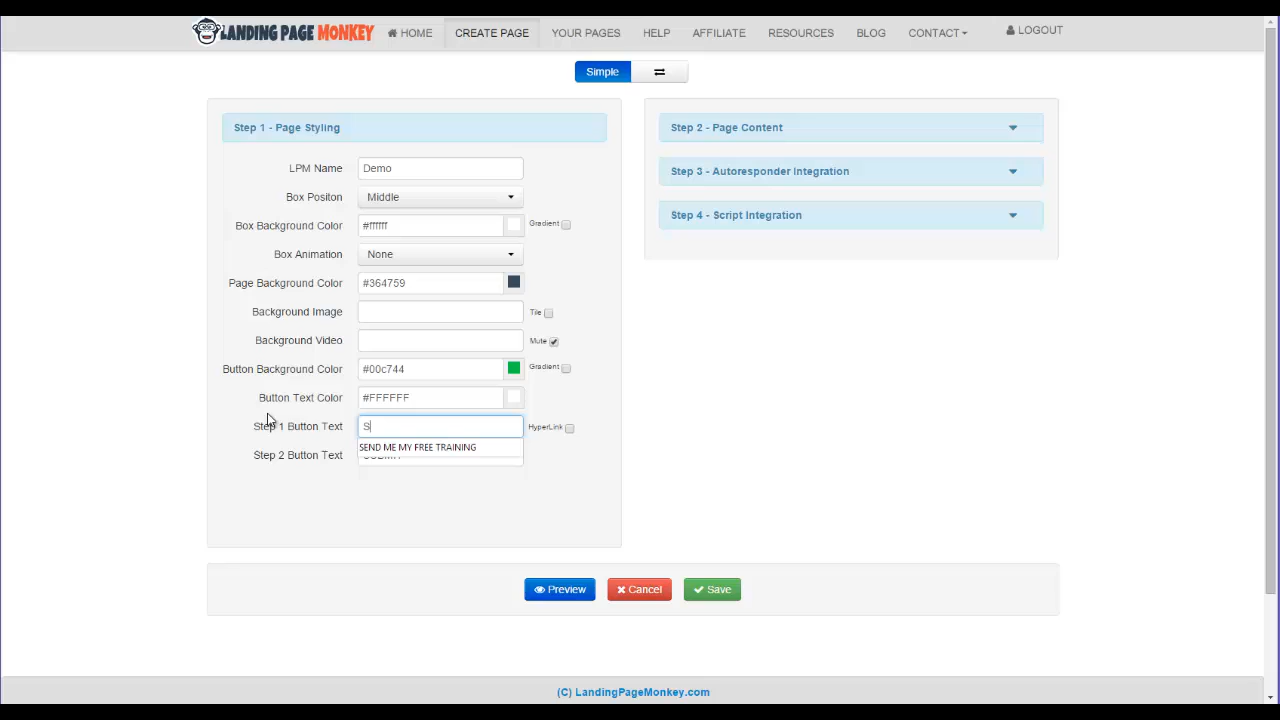 LANDING PAGE MONKEY HOME CREATE PAGE YOUR PAGES HELP AFFILIATE RESOURCES BLOG CONTACT LOGOUT
Simple
Step 1 - Page Styling
LPM Name Demo
Box Positon Middle
Box Background Color #ffffff Gradient
Box Animation None
Page Background Color #364759
Background Image Tile
Background Video Mute
Button Background Color #00c744 Gradient
Button Text Color #FFFFFF
Step 1 Button Text S HyperLink
SEND ME MY FREE TRAINING
Step 2 Button Text
Step 2 - Page Content
Step 3 - Autoresponder Integration
Step 4 - Script Integration
Preview Cancel Save
(C) LandingPageMonkey.com